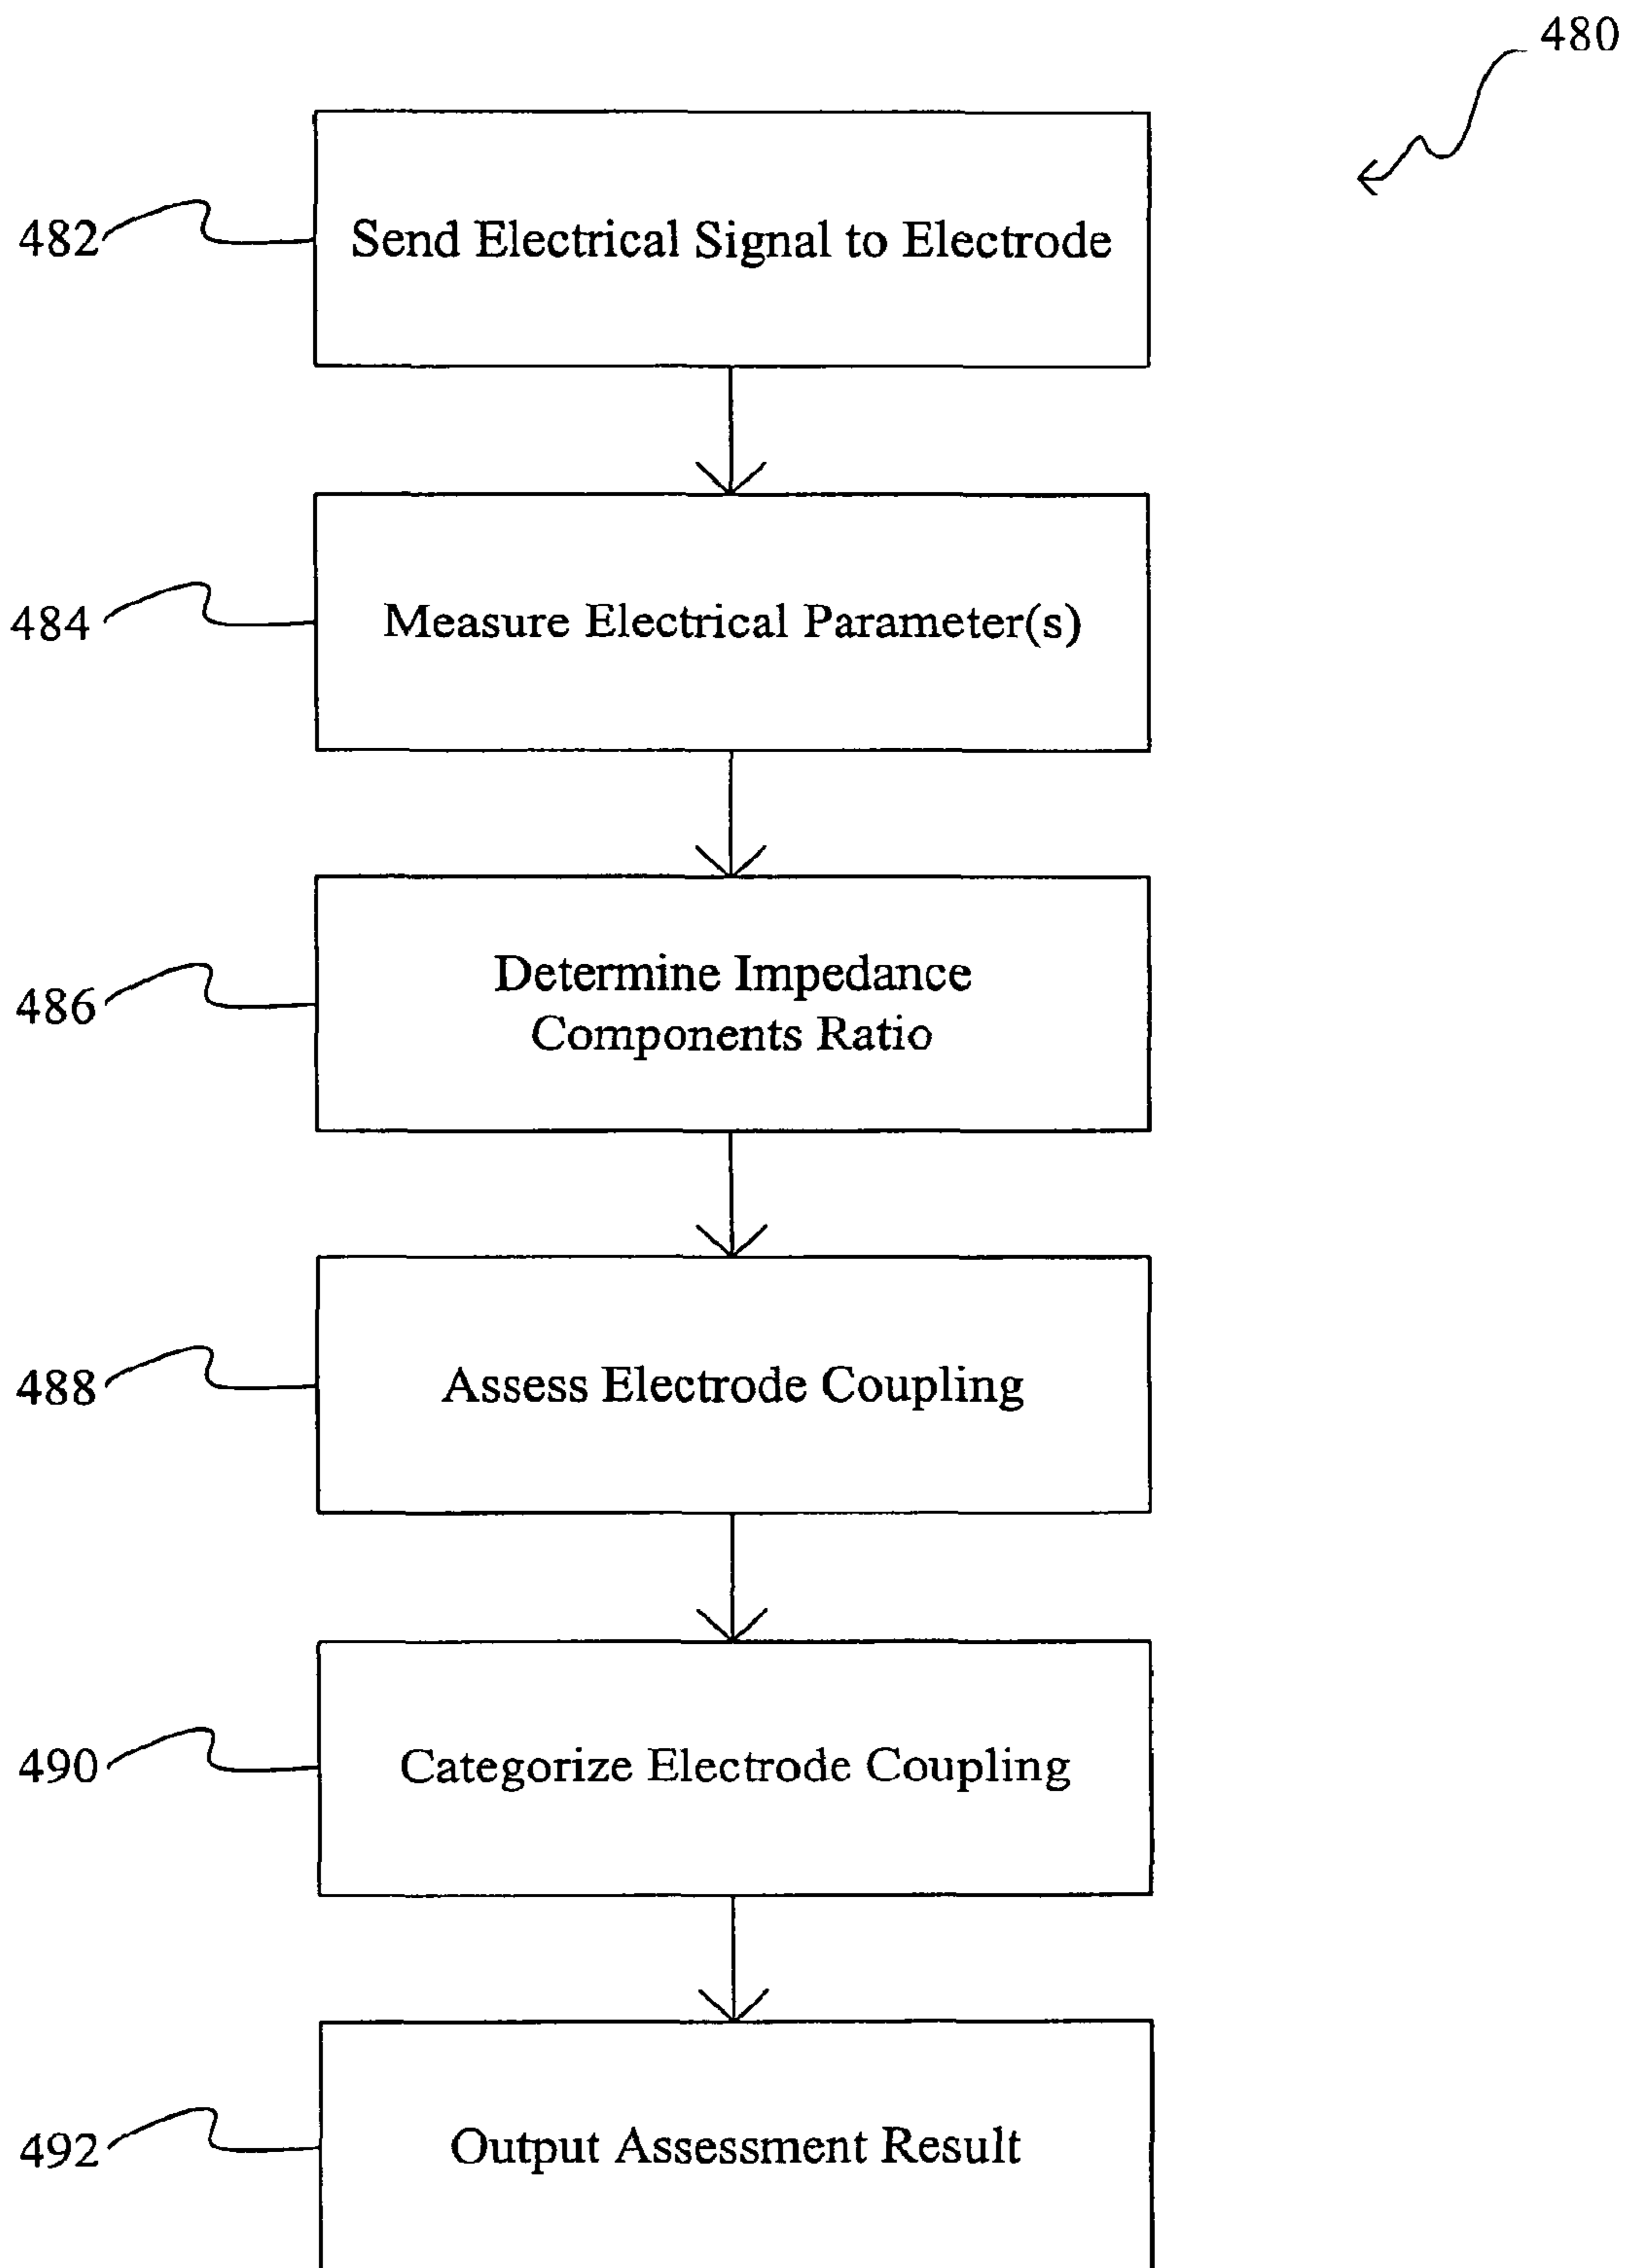 480
482
Send Electrical Signal to Electrode
484
Measure Electrical Parameter(s)
486
Determine Impedance
Components Ratio
488
Assess Electrode Coupling
490
Categorize Electrode Coupling
492
Output Assessment Result